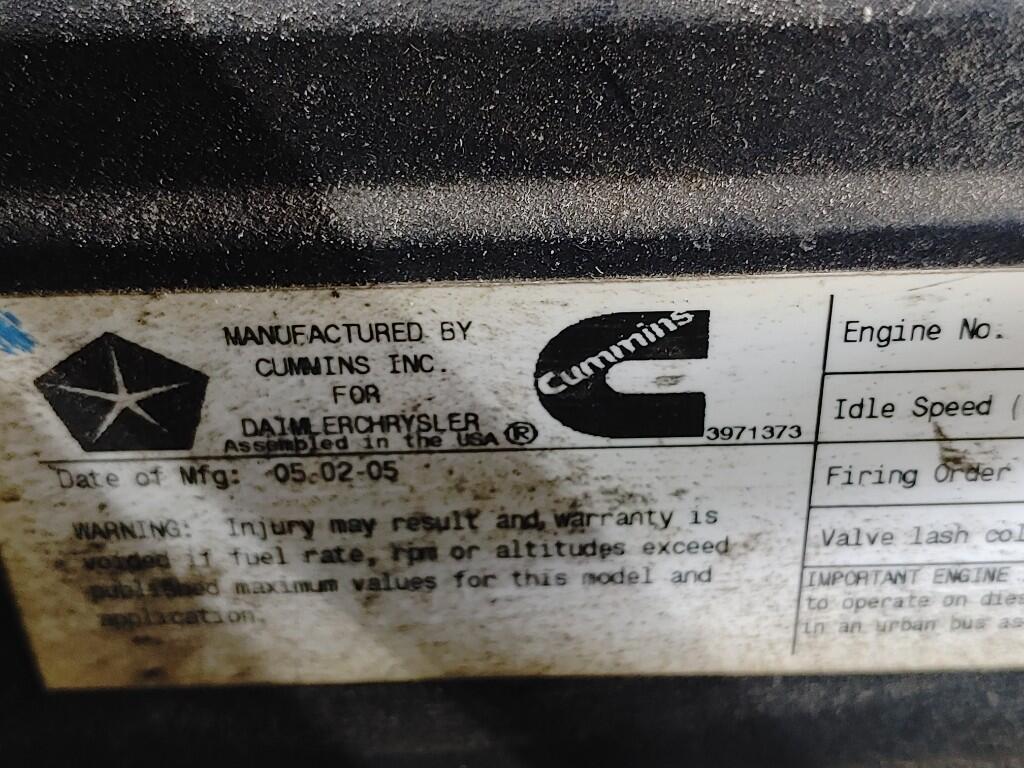 MANUFACTURED BY
CUMMINS INC.
FOR
DAIMLERCHRYSLER
Assembled in the USA ®
Cummins
3971373
Date of Mfg: 05-02-05
WARNING: Injury may result and warranty is
voided if fuel rate, rpm or altitudes exceed
published maximum values for this model and
application.
Engine No.
Idle Speed (
Firing Order
Valve lash col
IMPORTANT ENGINE
to operate on dies
in an urban bus as